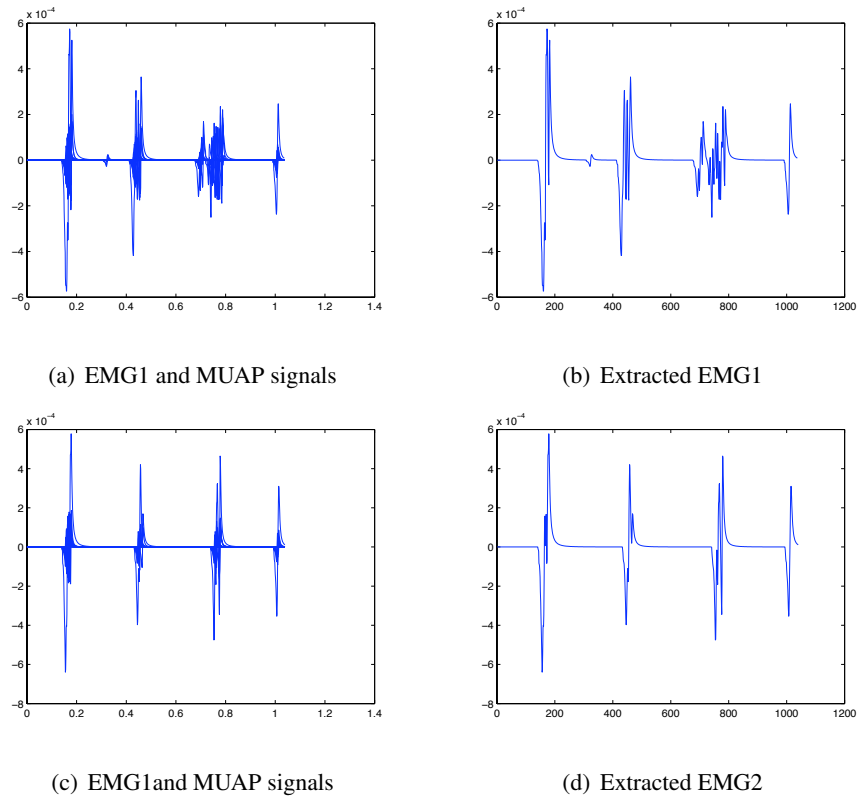 x 10⁻⁴
6
4
2
0
−2
−4
−6
0 0.2 0.4 0.6 0.8 1 1.2 1.4
x 10⁻⁴
6
4
2
0
−2
−4
−6
0 200 400 600 800 1000 1200
(a) EMG1 and MUAP signals
(b) Extracted EMG1
x 10⁻⁴
6
4
2
0
−2
−4
−6
−8
0 0.2 0.4 0.6 0.8 1 1.2 1.4
x 10⁻⁴
6
4
2
0
−2
−4
−6
−8
0 200 400 600 800 1000 1200
(c) EMG1and MUAP signals
(d) Extracted EMG2